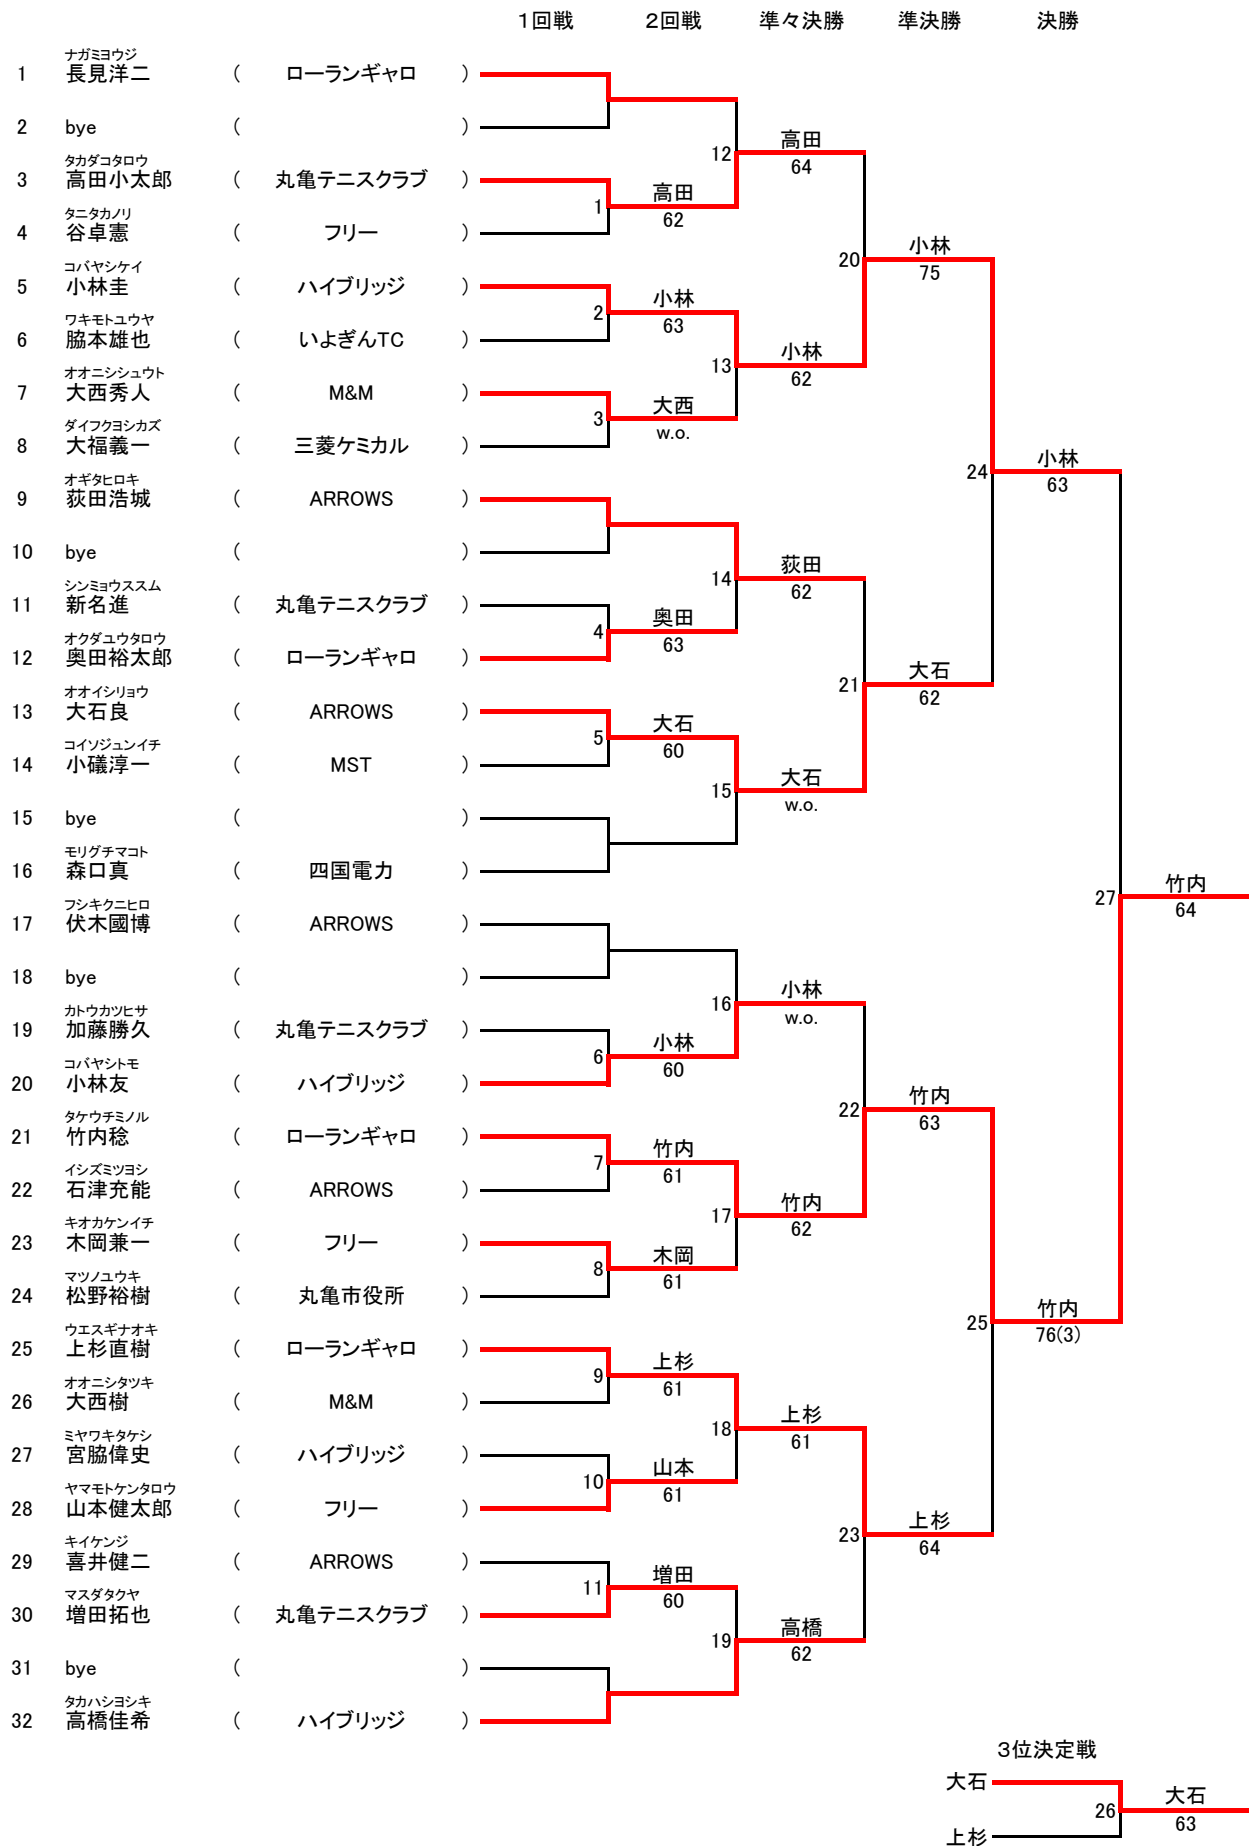 1回戦 2回戦 準々決勝 準決勝 決勝
ナガミヨウジ
1 長見洋二 ( ローランギャロ )
2 bye ( )
12 高田
64
タカダコタロウ
3 高田小太郎 ( 丸亀テニスクラブ )
1 高田
62
タニタカノリ
4 谷卓憲 ( フリー )
20 小林
75
コバヤシケイ
5 小林圭 ( ハイブリッジ )
2 小林
63
ワキモトユウヤ
6 脇本雄也 ( いよぎんTC )
13 小林
62
オオニシシュウト
7 大西秀人 ( M&M )
3 大西
w.o.
ダイフクヨシカズ
8 大福義一 ( 三菱ケミカル )
24 小林
63
オギタヒロキ
9 荻田浩城 ( ARROWS )
10 bye ( )
14 荻田
62
シンミョウススム
11 新名進 ( 丸亀テニスクラブ )
4 奥田
63
オクダユウタロウ
12 奥田裕太郎 ( ローランギャロ )
21 大石
62
オオイシリョウ
13 大石良 ( ARROWS )
5 大石
60
コイソジュンイチ
14 小礒淳一 ( MST )
15 大石
w.o.
15 bye ( )
モリグチマコト
16 森口真 ( 四国電力 )
27 竹内
64
フシキクニヒロ
17 伏木國博 ( ARROWS )
18 bye ( )
16 小林
w.o.
カトウカツヒサ
19 加藤勝久 ( 丸亀テニスクラブ )
6 小林
60
コバヤシトモ
20 小林友 ( ハイブリッジ )
22 竹内
63
タケウチミノル
21 竹内稔 ( ローランギャロ )
7 竹内
61
イシズミツヨシ
22 石津充能 ( ARROWS )
17 竹内
62
キオカケンイチ
23 木岡兼一 ( フリー )
8 木岡
61
マツノユウキ
24 松野裕樹 ( 丸亀市役所 )
25 竹内
76(3)
ウエスギナオキ
25 上杉直樹 ( ローランギャロ )
9 上杉
61
オオニシタツキ
26 大西樹 ( M&M )
18 上杉
61
ミヤワキタケシ
27 宮脇偉史 ( ハイブリッジ )
10 山本
61
ヤマモトケンタロウ
28 山本健太郎 ( フリー )
23 上杉
64
キイケンジ
29 喜井健二 ( ARROWS )
11 増田
60
マスダタクヤ
30 増田拓也 ( 丸亀テニスクラブ )
19 高橋
62
31 bye ( )
タカハシヨシキ
32 高橋佳希 ( ハイブリッジ )
3位決定戦
大石
26 大石
63
上杉